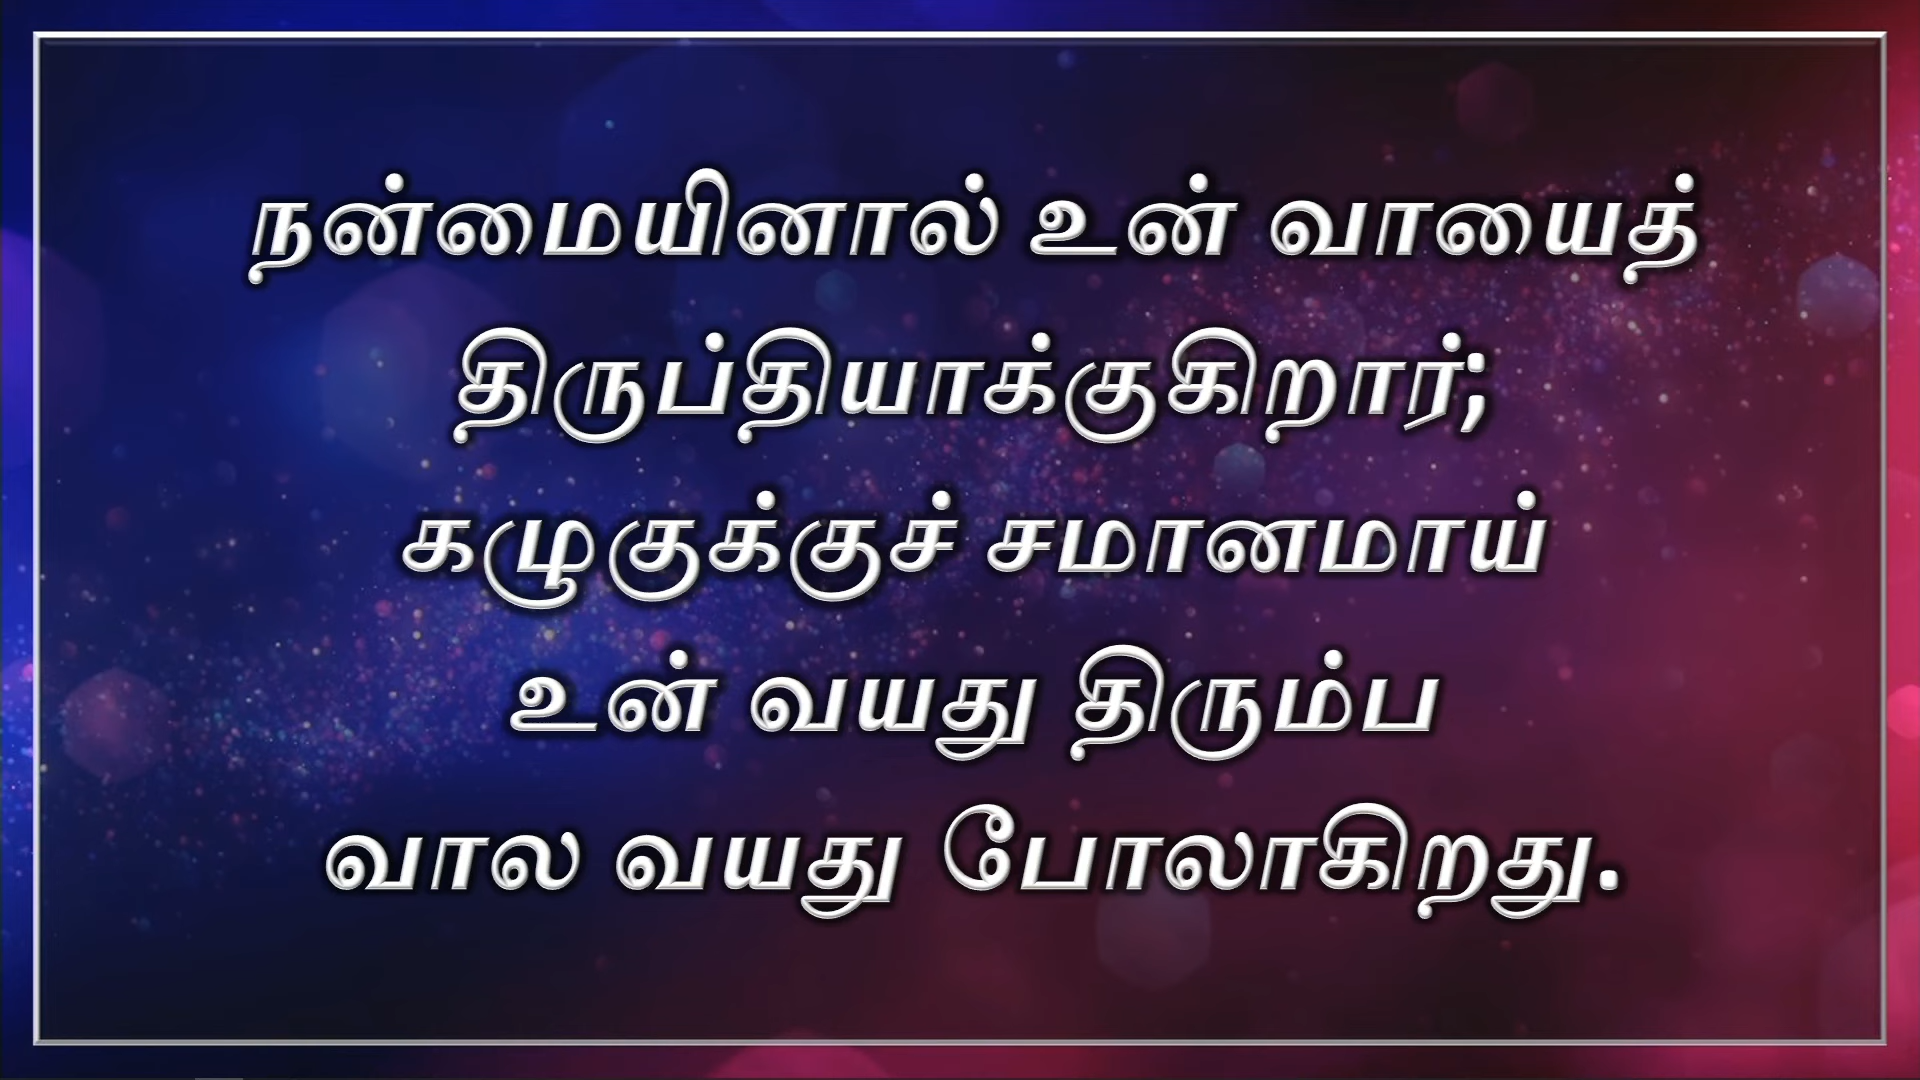 நன்மையினால் உன் வாயைத்
திருப்தியாக்குகிறார்;
கழுகுக்குச் சமானமாய்
உன் வயது திரும்ப
வால வயது போலாகிறது.